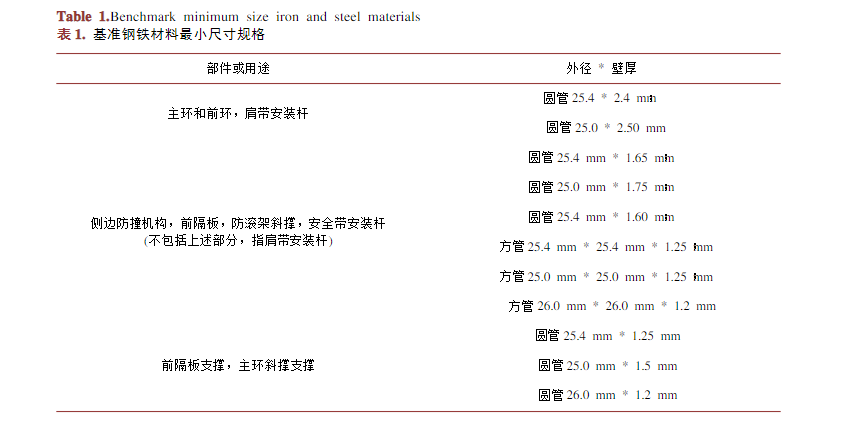 Table 1.Benchmark minimum size iron and steel materials
表 1. 基准钢铁材料最小尺寸规格
部件或用途 外径 * 壁厚
主环和前环，肩带安装杆
圆管 25.4 * 2.4 mm
圆管 25.0 * 2.50 mm
侧边防撞机构，前隔板，防滚架斜撑，安全带安装杆
(不包括上述部分，指肩带安装杆)
圆管 25.4 mm * 1.65 mm
圆管 25.0 mm * 1.75 mm
圆管 25.4 mm * 1.60 mm
方管 25.4 mm * 25.4 mm * 1.25 mm
方管 25.0 mm * 25.0 mm * 1.25 mm
方管 26.0 mm * 26.0 mm * 1.2 mm
前隔板支撑，主环斜撑支撑
圆管 25.4 mm * 1.25 mm
圆管 25.0 mm * 1.5 mm
圆管 26.0 mm * 1.2 mm